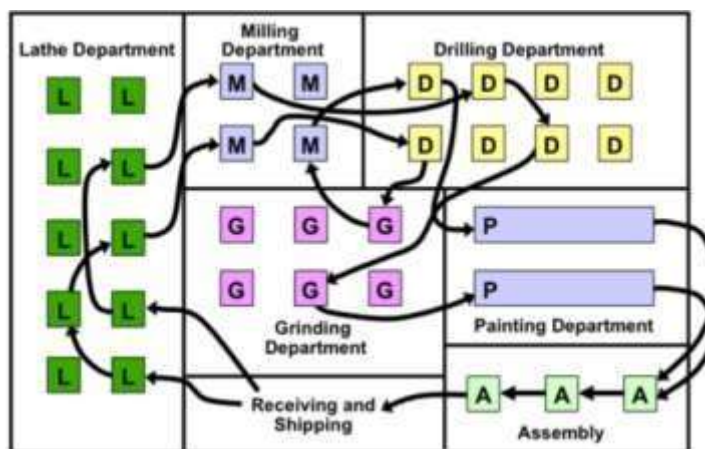 Lathe Department
Milling
Department
Drilling Department
L L
M M
D D D D
L L
M M
D D D D
L L
G G G
P
L L
G G G
P
Grinding
Department
Painting Department
L L
Receiving and
Shipping
A A A
Assembly